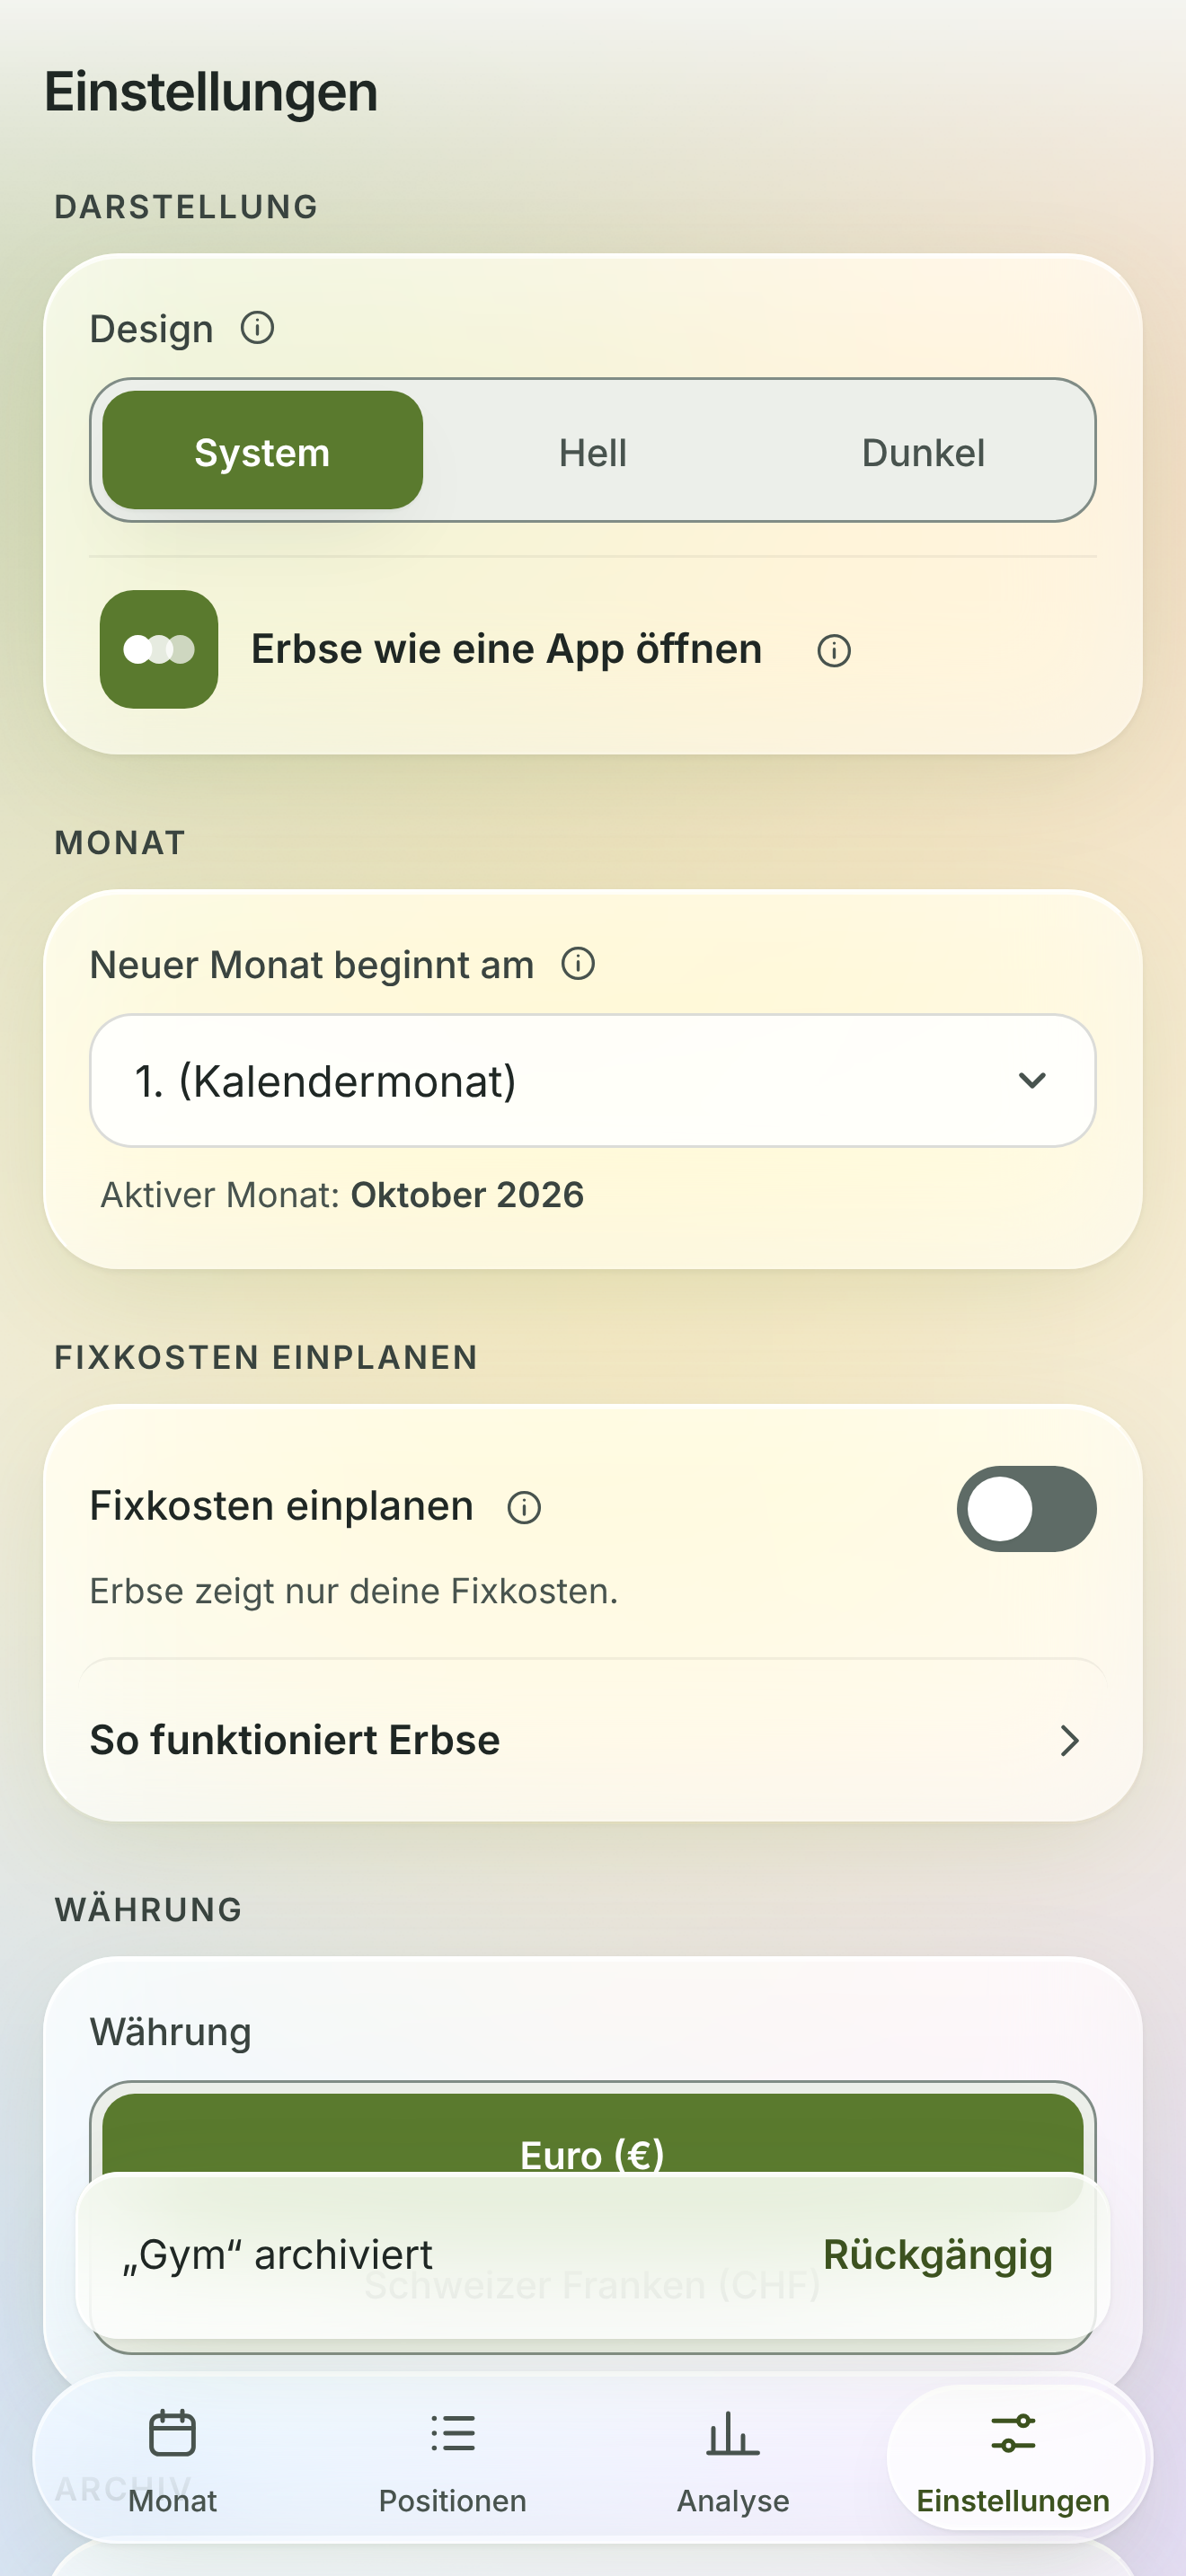 Einstellungen
DARSTELLUNG
Design
System
Hell
Dunkel
Erbse wie eine App öffnen
MONAT
Neuer Monat beginnt am
1. (Kalendermonat)
Aktiver Monat: Oktober 2026
FIXKOSTEN EINPLANEN
Fixkosten einplanen
Erbse zeigt nur deine Fixkosten.
So funktioniert Erbse
WÄHRUNG
Währung
Euro (€)
„Gym“ archiviert
Rückgängig
Schweizer Franken (CHF)
ARCHIV
Monat
Positionen
Analyse
Einstellungen